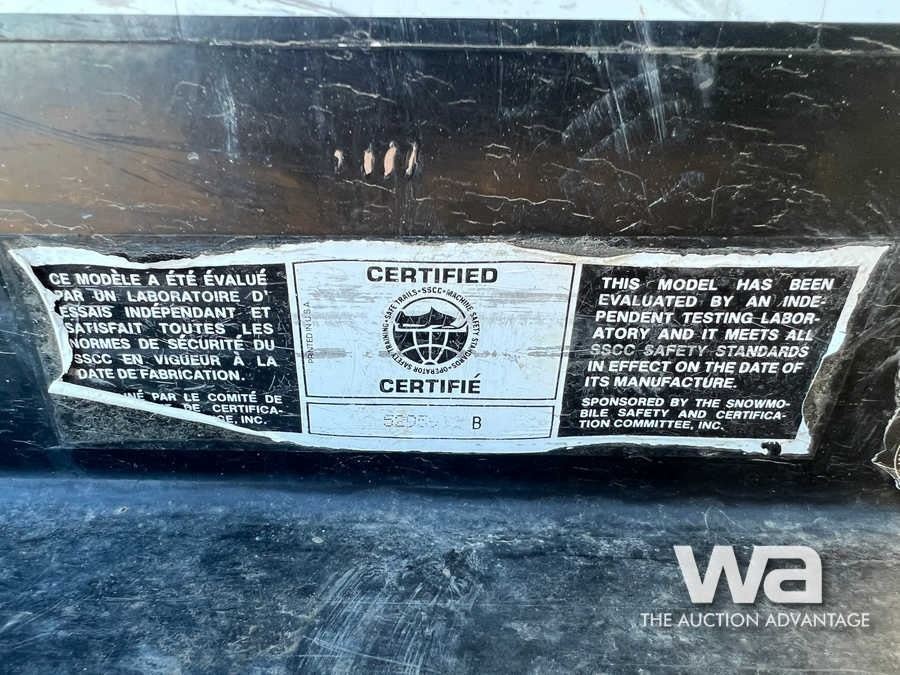 CE MODÈLE A ÉTÉ ÉVALUÉ
PAR UN LABORATOIRE D'
ESSAIS INDÉPENDANT ET
SATISFAIT TOUTES LES
NORMES DE SÉCURITÉ DU
SSCC EN VIGUEUR À LA
DATE DE FABRICATION.
PAR LE COMITÉ DE
DE CERTIFICA-
INC.
PRINTED IN U.S.A.
CERTIFIED
SAFE TRAILS • SSCC • MACHINE SAFETY STANDARDS • OPERATOR SAFETY TRAINING •
CERTIFIÉ
B
THIS MODEL HAS BEEN
EVALUATED BY AN INDE-
PENDENT TESTING LABOR-
ATORY AND IT MEETS ALL
SSCC SAFETY STANDARDS
IN EFFECT ON THE DATE OF
ITS MANUFACTURE.
SPONSORED BY THE SNOWMO-
BILE SAFETY AND CERTIFICA-
TION COMMITTEE, INC.
wa
THE AUCTION ADVANTAGE